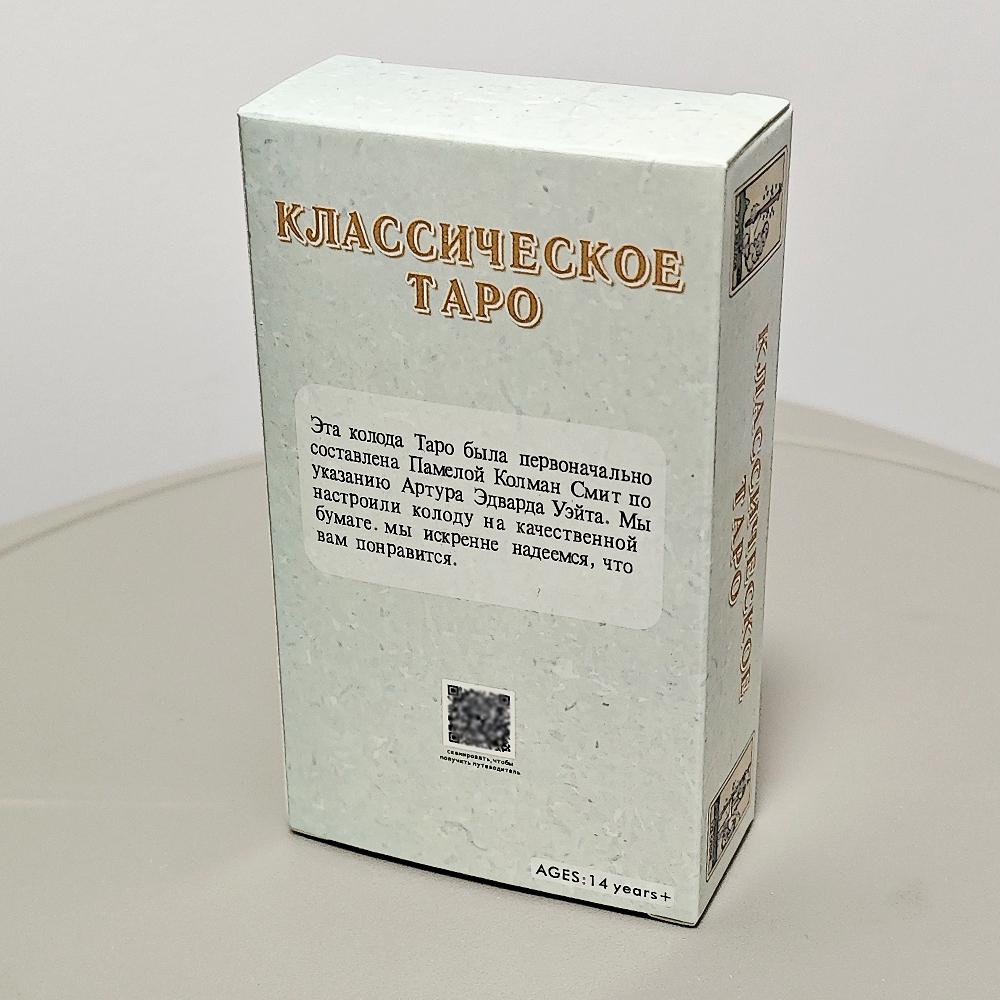 КЛАССИЧЕСКОЕ
ТАРО
Эта колода Таро была первоначально
составлена Памелой Колман Смит по
указанию Артура Эдварда Уэйта. Мы
настроили колоду на качественной
бумаге. мы искренне надеемся, что
вам понравится.
сканировать, чтобы
получить путеводитель
AGES:14 years+
КЛАССИЧЕСКОЕ
ТАРО